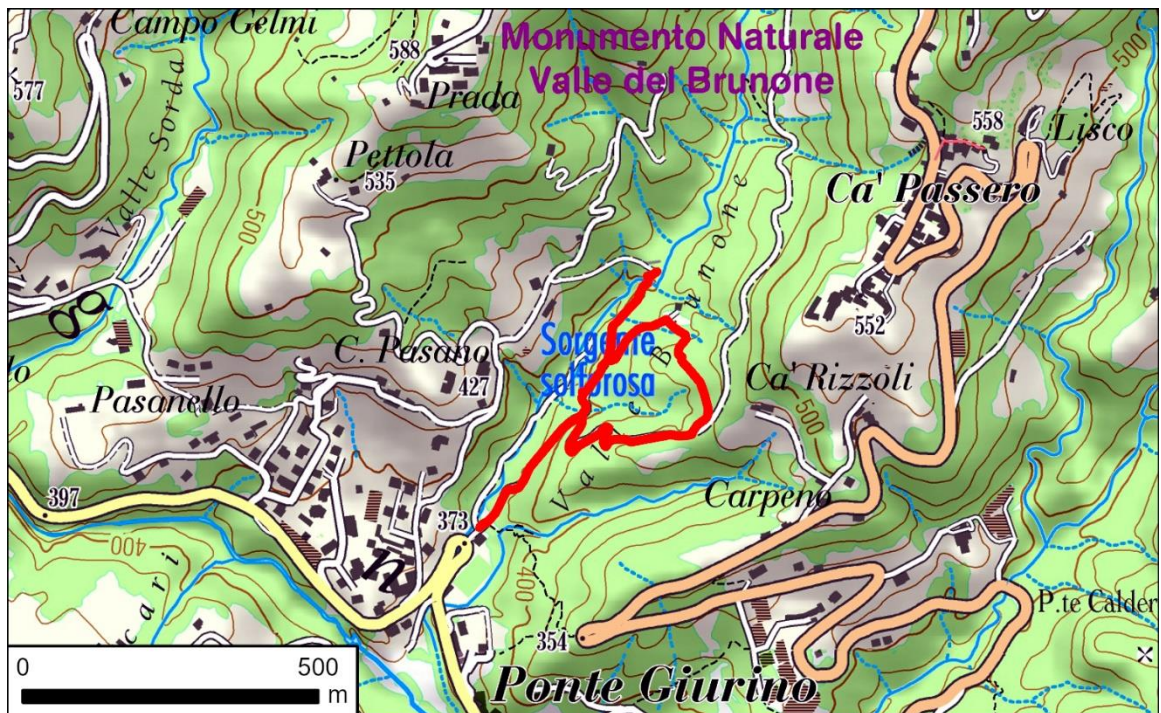 Campo Gelmi
577
588
Prada
Monumento Naturale
Valle del Brunone
500
558
Lisco
Valle Sorda
Pettola
535
500
Ca' Passero
552
Sorgente
solforosa
Valle Brunone
C. Pasano
427
Pasanello
Ca' Rizzoli
500
Carpeno
397
400
373
400
354
P.te Calder
Ponte Giurino
0 500
m